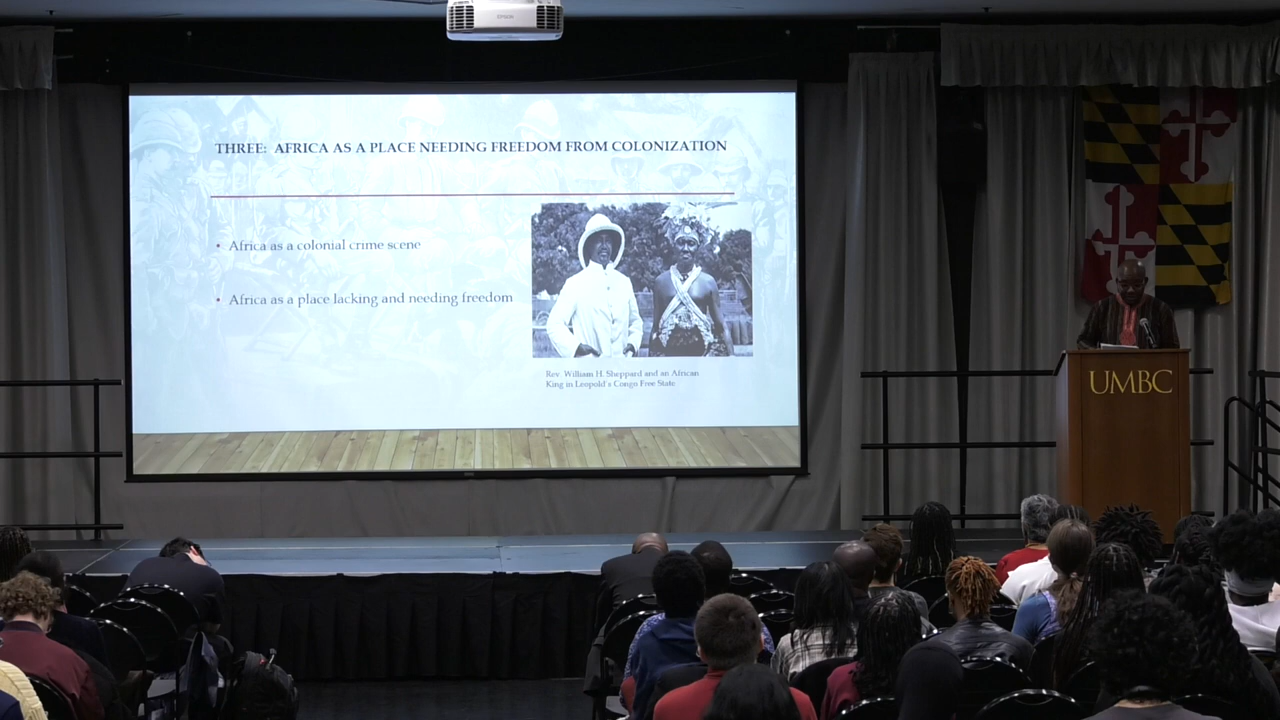 EPSON
THREE: AFRICA AS A PLACE NEEDING FREEDOM FROM COLONIZATION
• Africa as a colonial crime scene
• Africa as a place lacking and needing freedom
Rev. William H. Sheppard and an African
King in Leopold's Congo Free State
UMBC